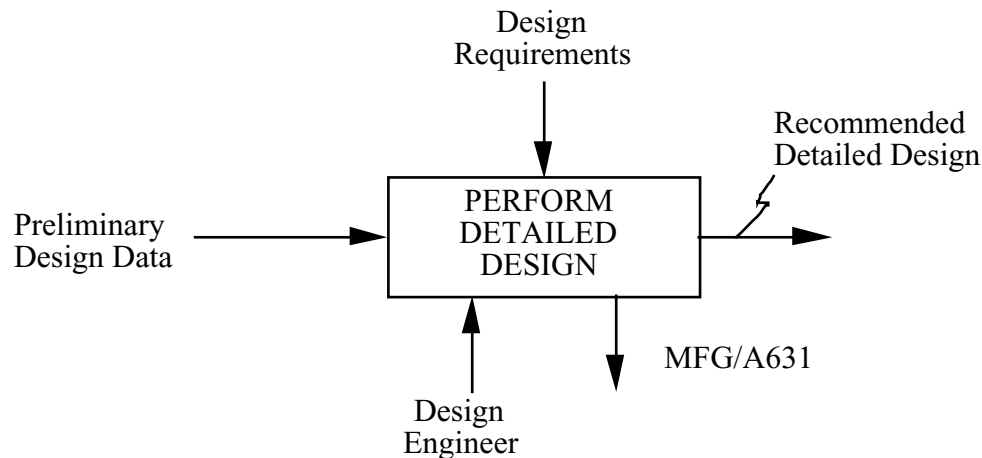 Design
Requirements
Recommended
Detailed Design
PERFORM
DETAILED
DESIGN
Preliminary
Design Data
MFG/A631
Design
Engineer